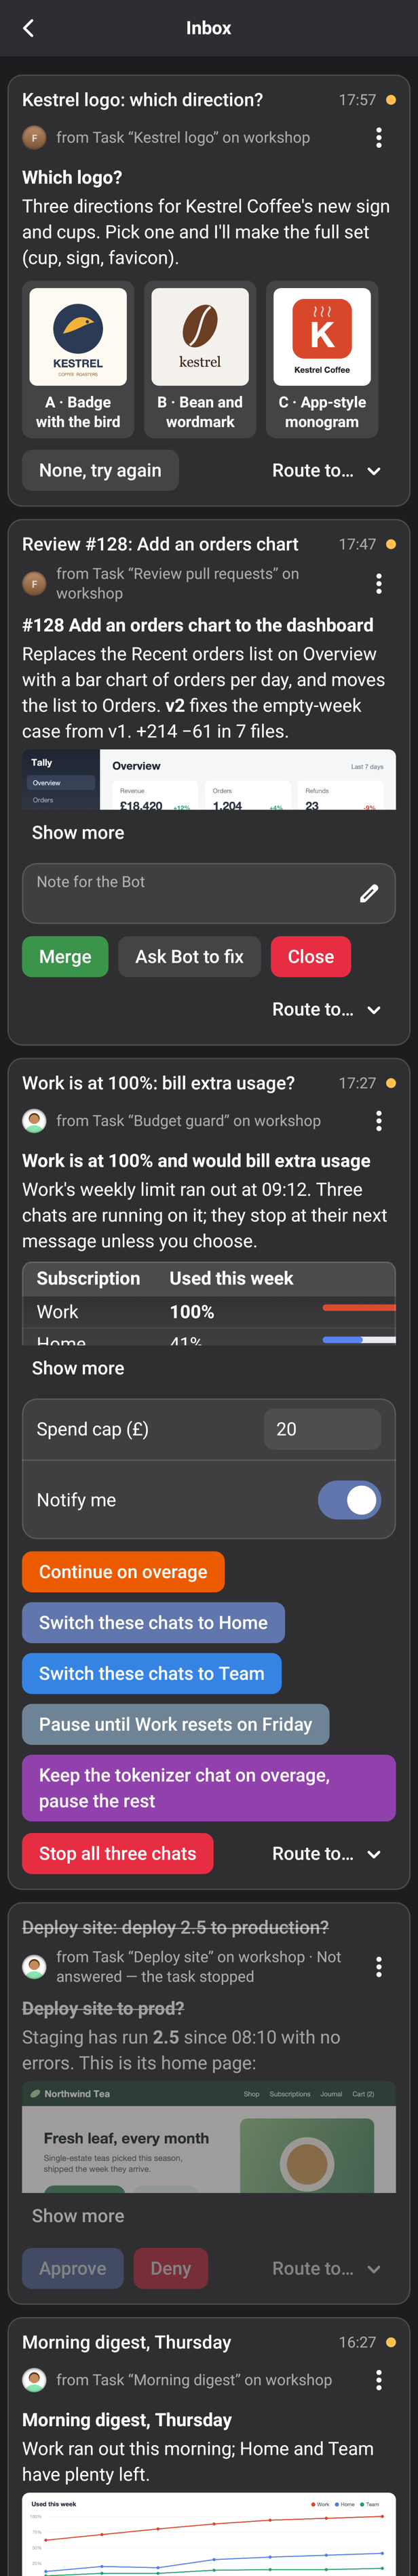 Inbox
Kestrel logo: which direction?
17:57
F
from Task “Kestrel logo” on workshop
Which logo?
Three directions for Kestrel Coffee's new sign
and cups. Pick one and I'll make the full set
(cup, sign, favicon).
KESTREL
COFFEE ROASTERS
kestrel
K
Kestrel Coffee
A · Badge
with the bird
B · Bean and
wordmark
C · App-style
monogram
None, try again
Route to…
Review #128: Add an orders chart
17:47
F
from Task “Review pull requests” on
workshop
#128 Add an orders chart to the dashboard
Replaces the Recent orders list on Overview
with a bar chart of orders per day, and moves
the list to Orders. v2 fixes the empty-week
case from v1. +214 −61 in 7 files.
Tally
Overview
Last 7 days
Overview
Orders
Revenue
Orders
Refunds
£18,420
+12%
1,204
+4%
23
-9%
Show more
Note for the Bot
Merge
Ask Bot to fix
Close
Route to…
Work is at 100%: bill extra usage?
17:27
from Task “Budget guard” on workshop
Work is at 100% and would bill extra usage
Work's weekly limit ran out at 09:12. Three
chats are running on it; they stop at their next
message unless you choose.
Subscription
Used this week
Work
100%
Home
41%
Show more
Spend cap (£)
20
Notify me
Continue on overage
Switch these chats to Home
Switch these chats to Team
Pause until Work resets on Friday
Keep the tokenizer chat on overage,
pause the rest
Stop all three chats
Route to…
Deploy site: deploy 2.5 to production?
from Task “Deploy site” on workshop · Not
answered — the task stopped
Deploy site to prod?
Staging has run 2.5 since 08:10 with no
errors. This is its home page:
Northwind Tea
Shop
Subscriptions
Journal
Cart (2)
Fresh leaf, every month
Single-estate teas picked this season,
shipped the week they arrive.
Show more
Approve
Deny
Route to…
Morning digest, Thursday
16:27
from Task “Morning digest” on workshop
Morning digest, Thursday
Work ran out this morning; Home and Team
have plenty left.
Used this week
Work
Home
Team
100%
75%
50%
25%